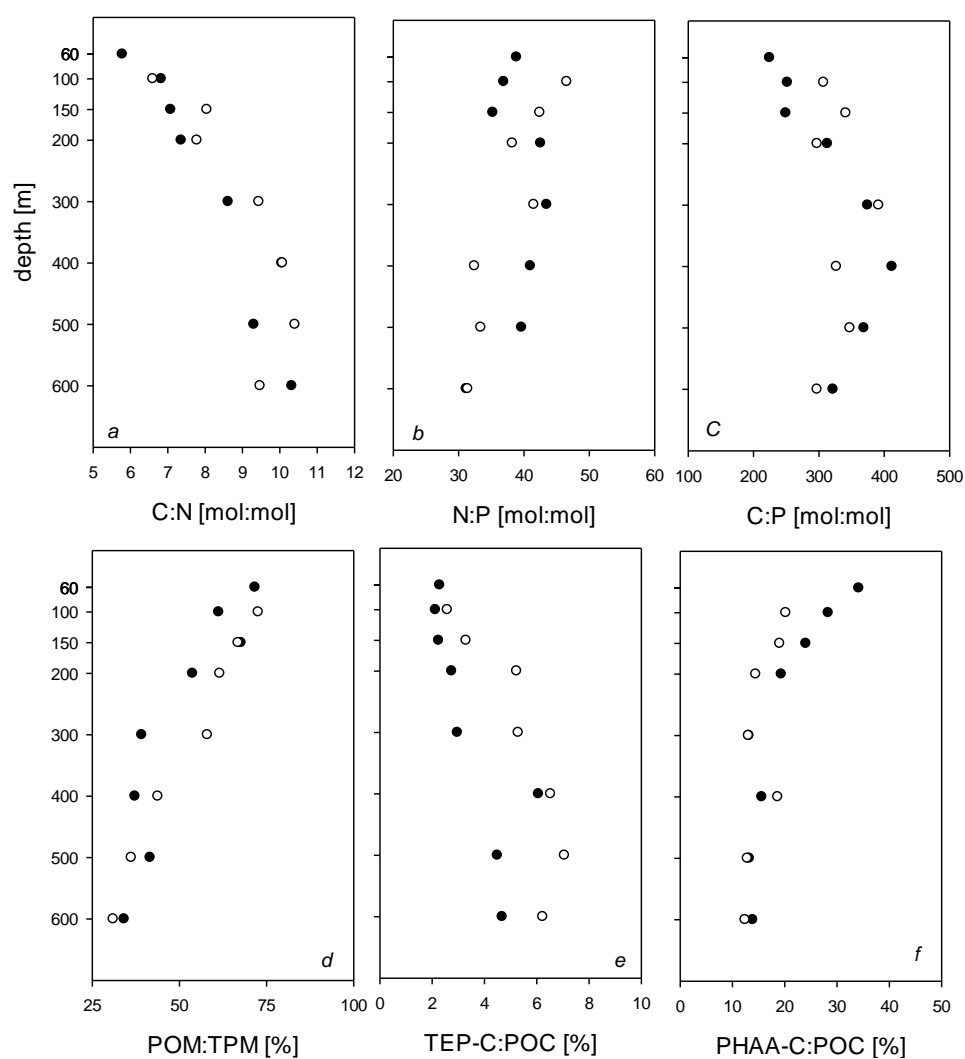 60
100
150
200
300
400
500
600
depth [m]
a
b
C
5 6 7 8 9 10 11 12
20 30 40 50 60
100 200 300 400 500
C:N [mol:mol]
N:P [mol:mol]
C:P [mol:mol]
60
100
150
200
300
400
500
600
d
e
f
25 50 75 100
0 2 4 6 8 10
0 10 20 30 40 50
POM:TPM [%]
TEP-C:POC [%]
PHAA-C:POC [%]